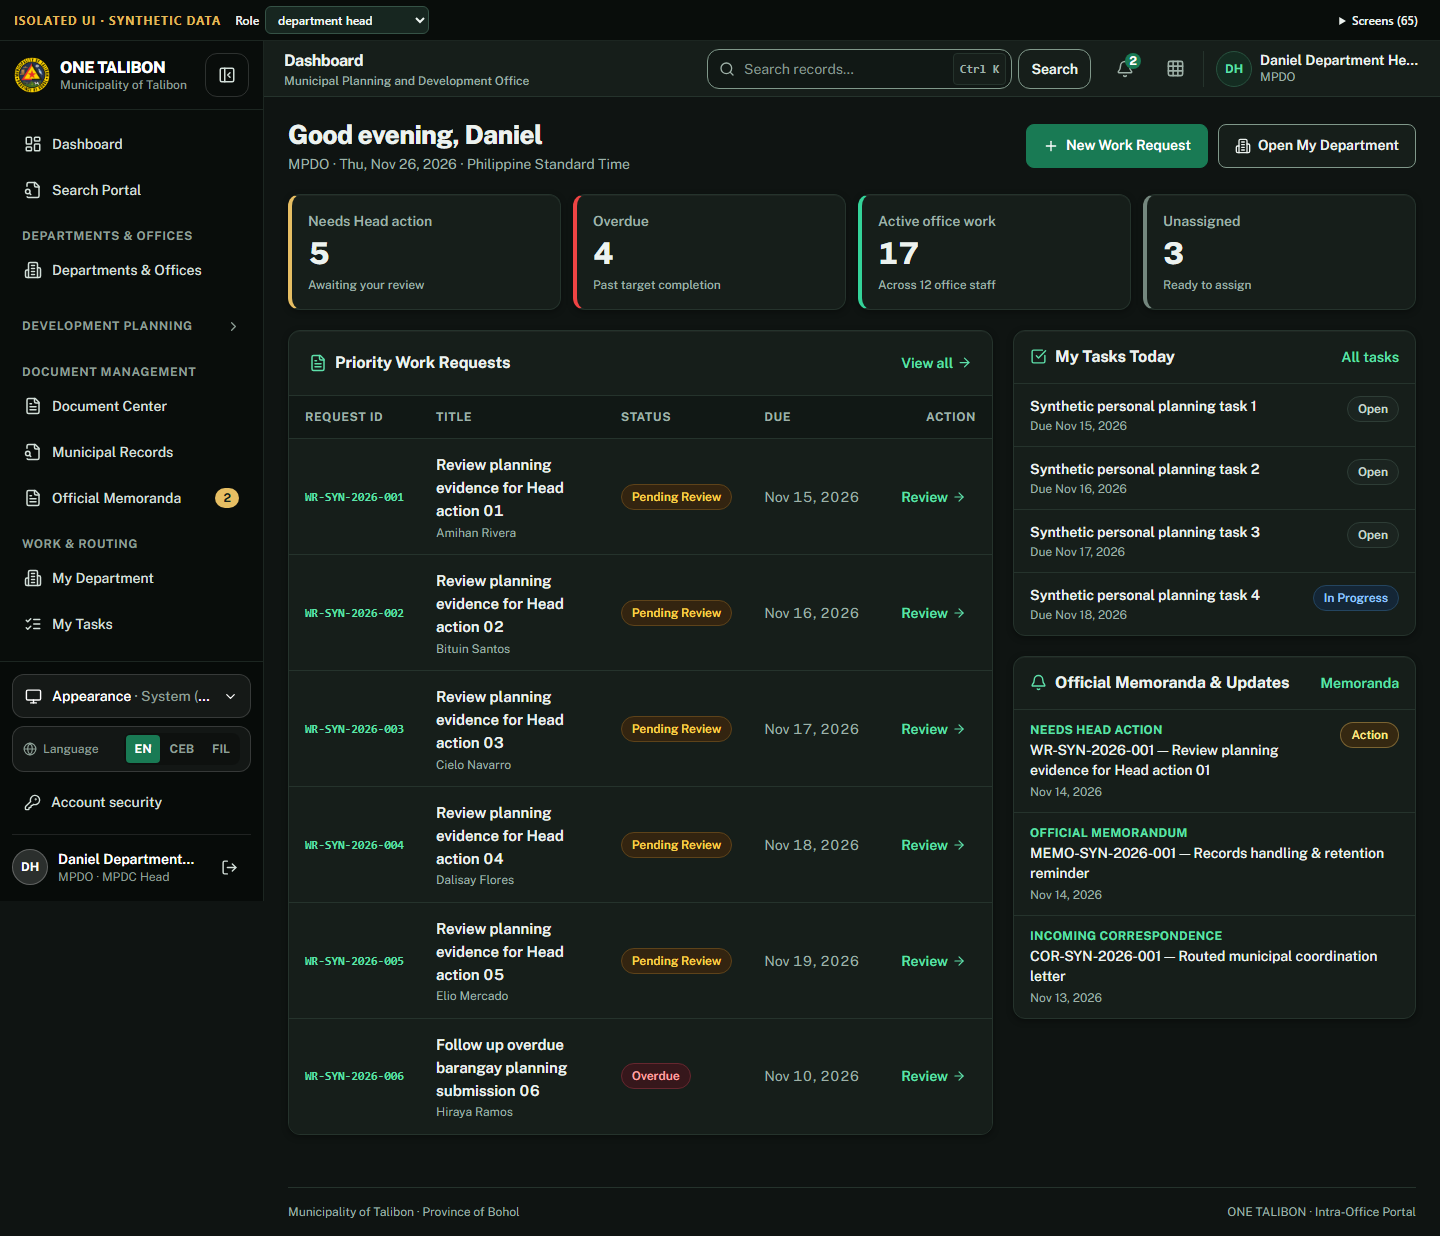 ISOLATED UI · SYNTHETIC DATA Role department head Screens (65)
ONE TALIBON
Municipality of Talibon
Dashboard
Municipal Planning and Development Office
Search records... Ctrl K Search
2
DH Daniel Department He...
MPDO
Dashboard
Search Portal
DEPARTMENTS & OFFICES
Departments & Offices
DEVELOPMENT PLANNING
DOCUMENT MANAGEMENT
Document Center
Municipal Records
Official Memoranda 2
WORK & ROUTING
My Department
My Tasks
Appearance · System (...
Language EN CEB FIL
Account security
DH Daniel Department...
MPDO · MPDC Head
Good evening, Daniel
MPDO · Thu, Nov 26, 2026 · Philippine Standard Time
+ New Work Request Open My Department
Needs Head action
5
Awaiting your review
Overdue
4
Past target completion
Active office work
17
Across 12 office staff
Unassigned
3
Ready to assign
Priority Work Requests View all →
REQUEST ID TITLE STATUS DUE ACTION
WR-SYN-2026-001 Review planning evidence for Head action 01 Amihan Rivera Pending Review Nov 15, 2026 Review →
WR-SYN-2026-002 Review planning evidence for Head action 02 Bituin Santos Pending Review Nov 16, 2026 Review →
WR-SYN-2026-003 Review planning evidence for Head action 03 Cielo Navarro Pending Review Nov 17, 2026 Review →
WR-SYN-2026-004 Review planning evidence for Head action 04 Dalisay Flores Pending Review Nov 18, 2026 Review →
WR-SYN-2026-005 Review planning evidence for Head action 05 Elio Mercado Pending Review Nov 19, 2026 Review →
WR-SYN-2026-006 Follow up overdue barangay planning submission 06 Hiraya Ramos Overdue Nov 10, 2026 Review →
My Tasks Today All tasks
Synthetic personal planning task 1 Open
Due Nov 15, 2026
Synthetic personal planning task 2 Open
Due Nov 16, 2026
Synthetic personal planning task 3 Open
Due Nov 17, 2026
Synthetic personal planning task 4 In Progress
Due Nov 18, 2026
Official Memoranda & Updates Memoranda
NEEDS HEAD ACTION Action
WR-SYN-2026-001 — Review planning
evidence for Head action 01
Nov 14, 2026
OFFICIAL MEMORANDUM
MEMO-SYN-2026-001 — Records handling & retention
reminder
Nov 14, 2026
INCOMING CORRESPONDENCE
COR-SYN-2026-001 — Routed municipal coordination
letter
Nov 13, 2026
Municipality of Talibon · Province of Bohol ONE TALIBON · Intra-Office Portal